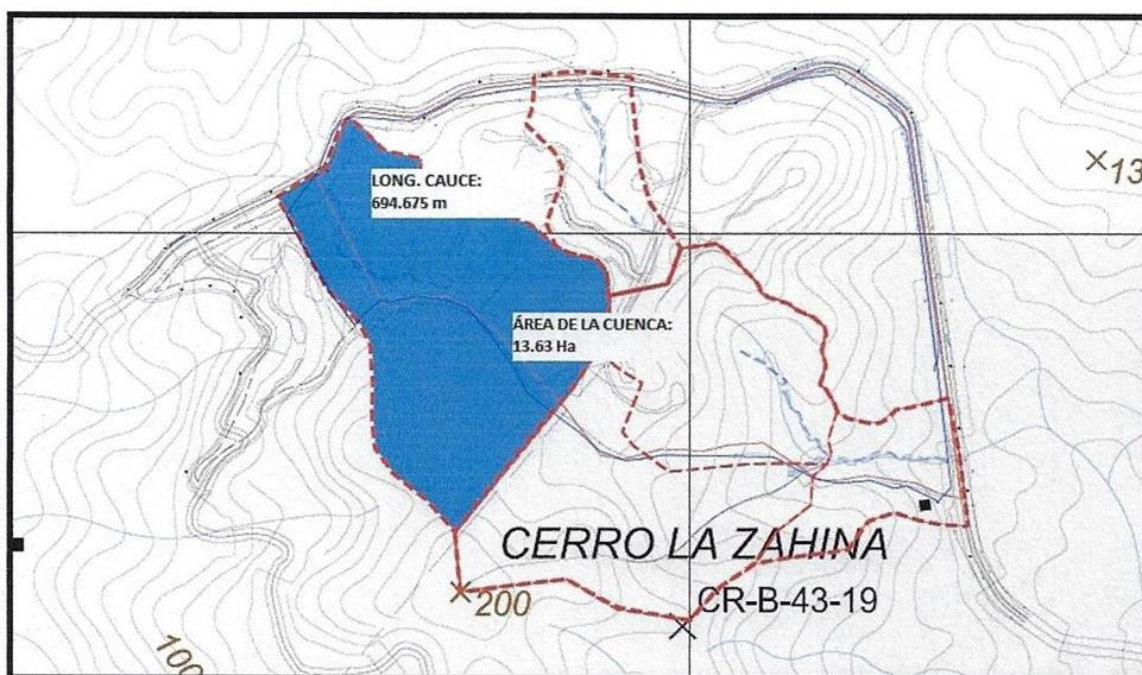 13
LONG. CAUCE:
694.675 m
ÁREA DE LA CUENCA:
13.63 Ha
CERRO LA ZAHINA
200
CR-B-43-19
100